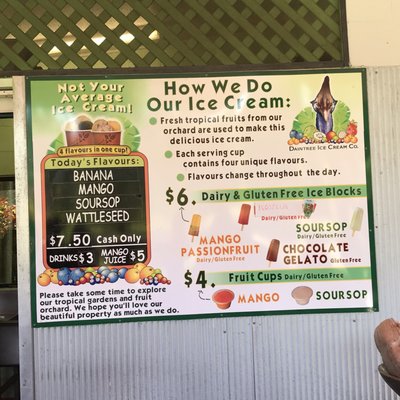 Not Your
Average
Ice Cream!
4 flavours in one cup!
Today's Flavours:
BANANA
MANGO
SOURSOP
WATTLESEED
$7.50 Cash Only
DRINKS $3 MANGO JUICE $5
Please take some time to explore
our tropical gardens and fruit
orchard. We hope you'll love our
beautiful property as much as we do.
How We Do
Our Ice Cream:
Fresh tropical fruits from our
orchard are used to make this
delicious ice cream.
Each serving cup
contains four unique flavours.
Flavours change throughout the day.
DAINTREE ICE CREAM CO.
$6. Dairy & Gluten Free Ice Blocks
Dairy/Gluten Free
MANGO
PASSIONFRUIT
Dairy/Gluten Free
SOURSOP
Dairy/Gluten Free
CHOCOLATE
GELATO Gluten Free
$4. Fruit Cups Dairy/Gluten Free
MANGO
SOURSOP